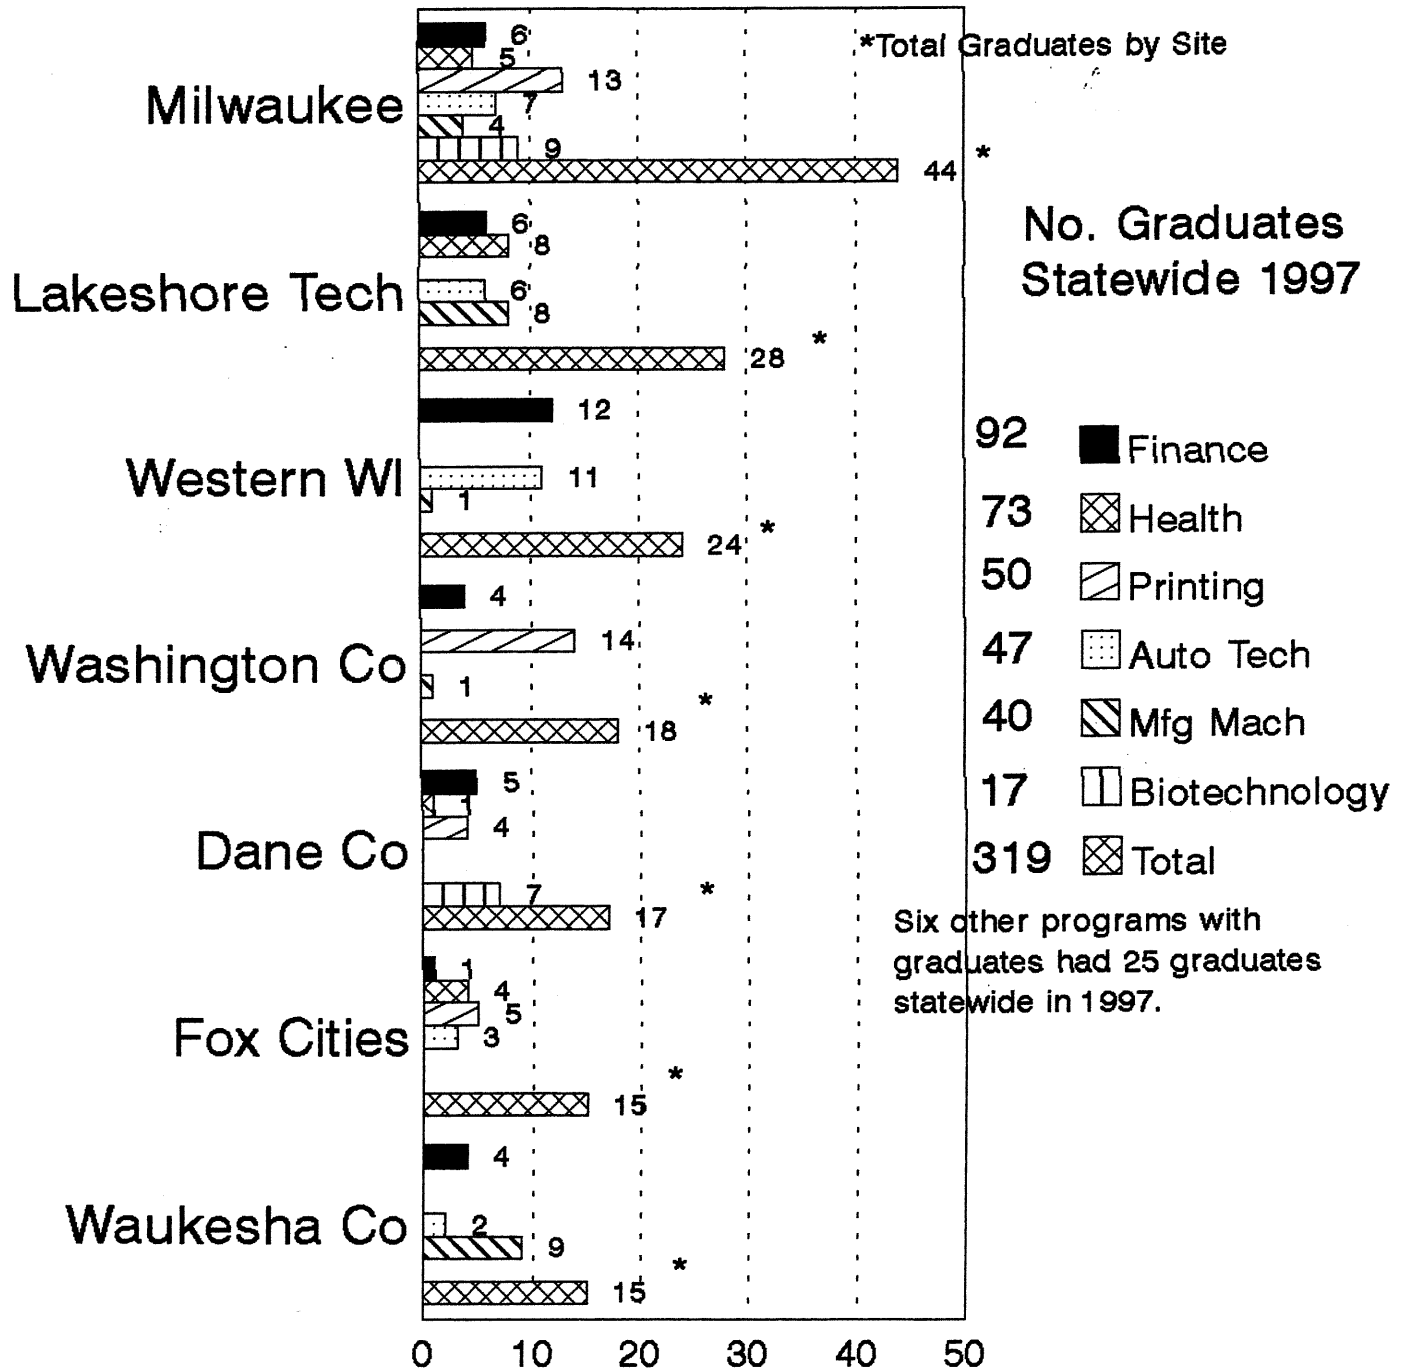 *Total Graduates by Site
Milwaukee
6
5
13
7
4
9
44 *
No. Graduates
Statewide 1997
Lakeshore Tech
6
8
6
8
28 *
Western WI
12
11
1
24 *
Washington Co
4
14
1
18 *
Dane Co
5
1
4
7
17 *
Fox Cities
1
4
5
3
15 *
Waukesha Co
4
2
9
15 *
92 Finance
73 Health
50 Printing
47 Auto Tech
40 Mfg Mach
17 Biotechnology
319 Total
Six other programs with
graduates had 25 graduates
statewide in 1997.
0 10 20 30 40 50